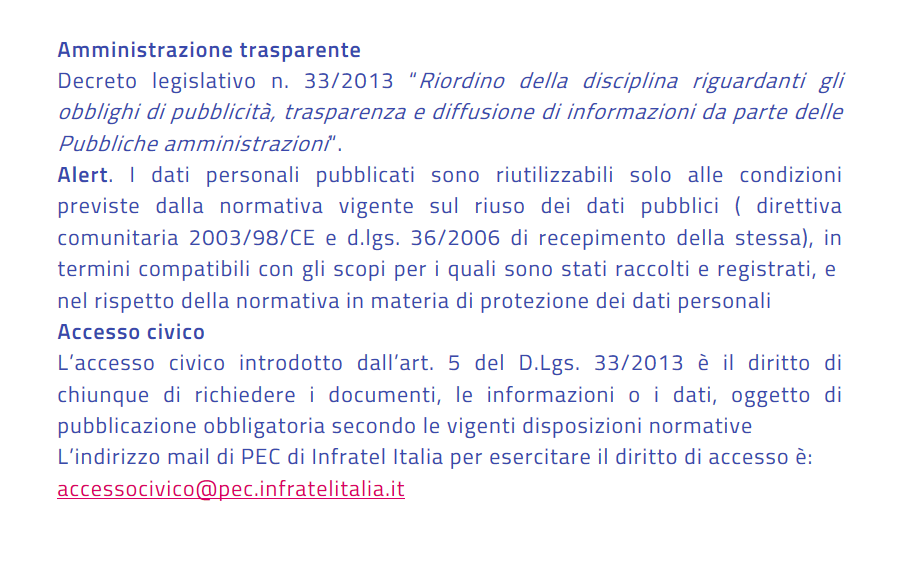 Amministrazione trasparente
Decreto legislativo n. 33/2013 “Riordino della disciplina riguardanti gli
obblighi di pubblicità, trasparenza e diffusione di informazioni da parte delle
Pubbliche amministrazioni“.
Alert. I dati personali pubblicati sono riutilizzabili solo alle condizioni
previste dalla normativa vigente sul riuso dei dati pubblici ( direttiva
comunitaria 2003/98/CE e d.lgs. 36/2006 di recepimento della stessa), in
termini compatibili con gli scopi per i quali sono stati raccolti e registrati, e
nel rispetto della normativa in materia di protezione dei dati personali
Accesso civico
L’accesso civico introdotto dall’art. 5 del D.Lgs. 33/2013 è il diritto di
chiunque di richiedere i documenti, le informazioni o i dati, oggetto di
pubblicazione obbligatoria secondo le vigenti disposizioni normative
L’indirizzo mail di PEC di Infratel Italia per esercitare il diritto di accesso è:
accessocivico@pec.infratelitalia.it